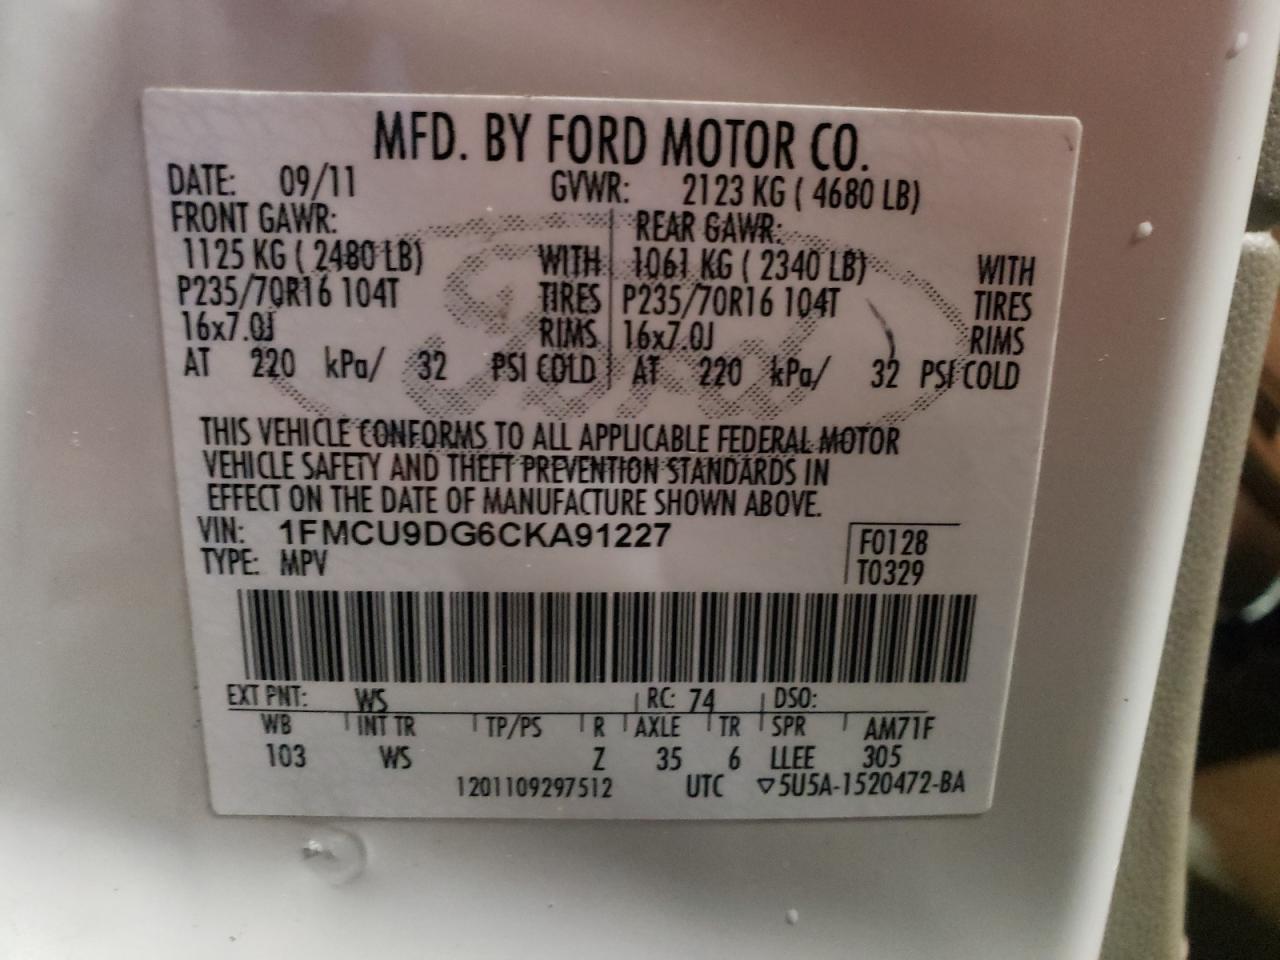 MFD. BY FORD MOTOR CO.
DATE: 09/11 GVWR: 2123 KG ( 4680 LB)
FRONT GAWR: REAR GAWR:
1125 KG ( 2480 LB) WITH 1061 KG ( 2340 LB) WITH
P235/70R16 104T TIRES P235/70R16 104T TIRES
16x7.0J RIMS 16x7.0J RIMS
AT 220 kPa/ 32 PSI COLD AT 220 kPa/ 32 PSI COLD
Ford
THIS VEHICLE CONFORMS TO ALL APPLICABLE FEDERAL MOTOR
VEHICLE SAFETY AND THEFT PREVENTION STANDARDS IN
EFFECT ON THE DATE OF MANUFACTURE SHOWN ABOVE.
VIN: 1FMCU9DG6CKA91227 F0128
TYPE: MPV T0329
EXT PNT: WS RC: 74 DSO:
WB INT TR TP/PS R AXLE TR SPR AM71F
103 WS Z 35 6 LLEE 305
1201109297512 UTC ▽5U5A-1520472-BA